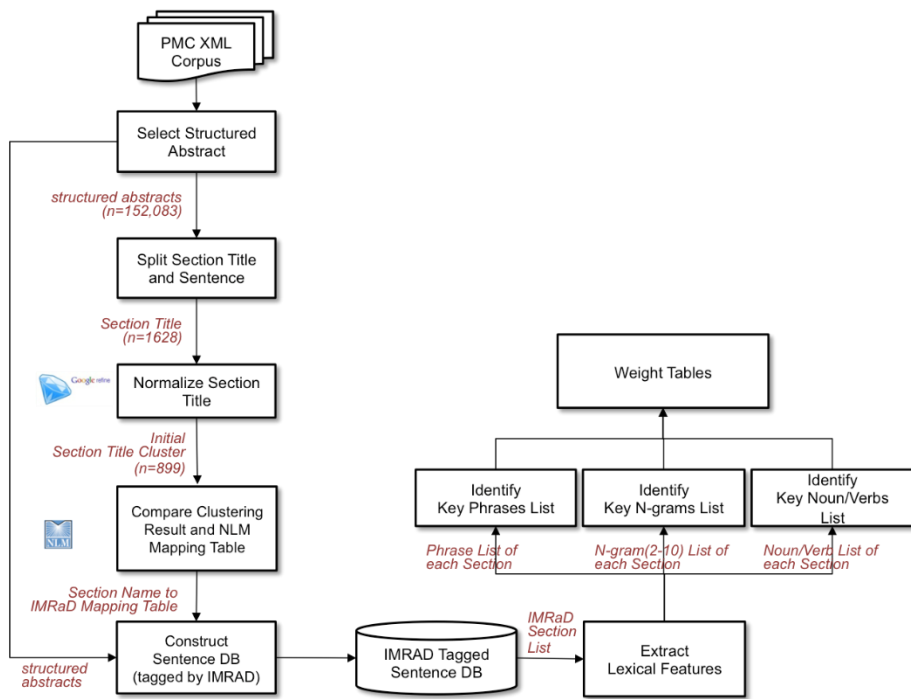 PMC XML
Corpus
Select Structured
Abstract
structured abstracts
(n=152,083)
Split Section Title
and Sentence
Section Title
(n=1628)
Google refine
Normalize Section
Title
Initial
Section Title Cluster
(n=899)
Compare Clustering
Result and NLM
Mapping Table
NLM
Section Name to
IMRaD Mapping Table
Construct
Sentence DB
(tagged by IMRAD)
structured
abstracts
IMRAD Tagged
Sentence DB
IMRaD
Section
List
Extract
Lexical Features
Phrase List of
each Section
N-gram(2-10) List of
each Section
Noun/Verb List of
each Section
Identify
Key Phrases List
Identify
Key N-grams List
Identify
Key Noun/Verbs
List
Weight Tables